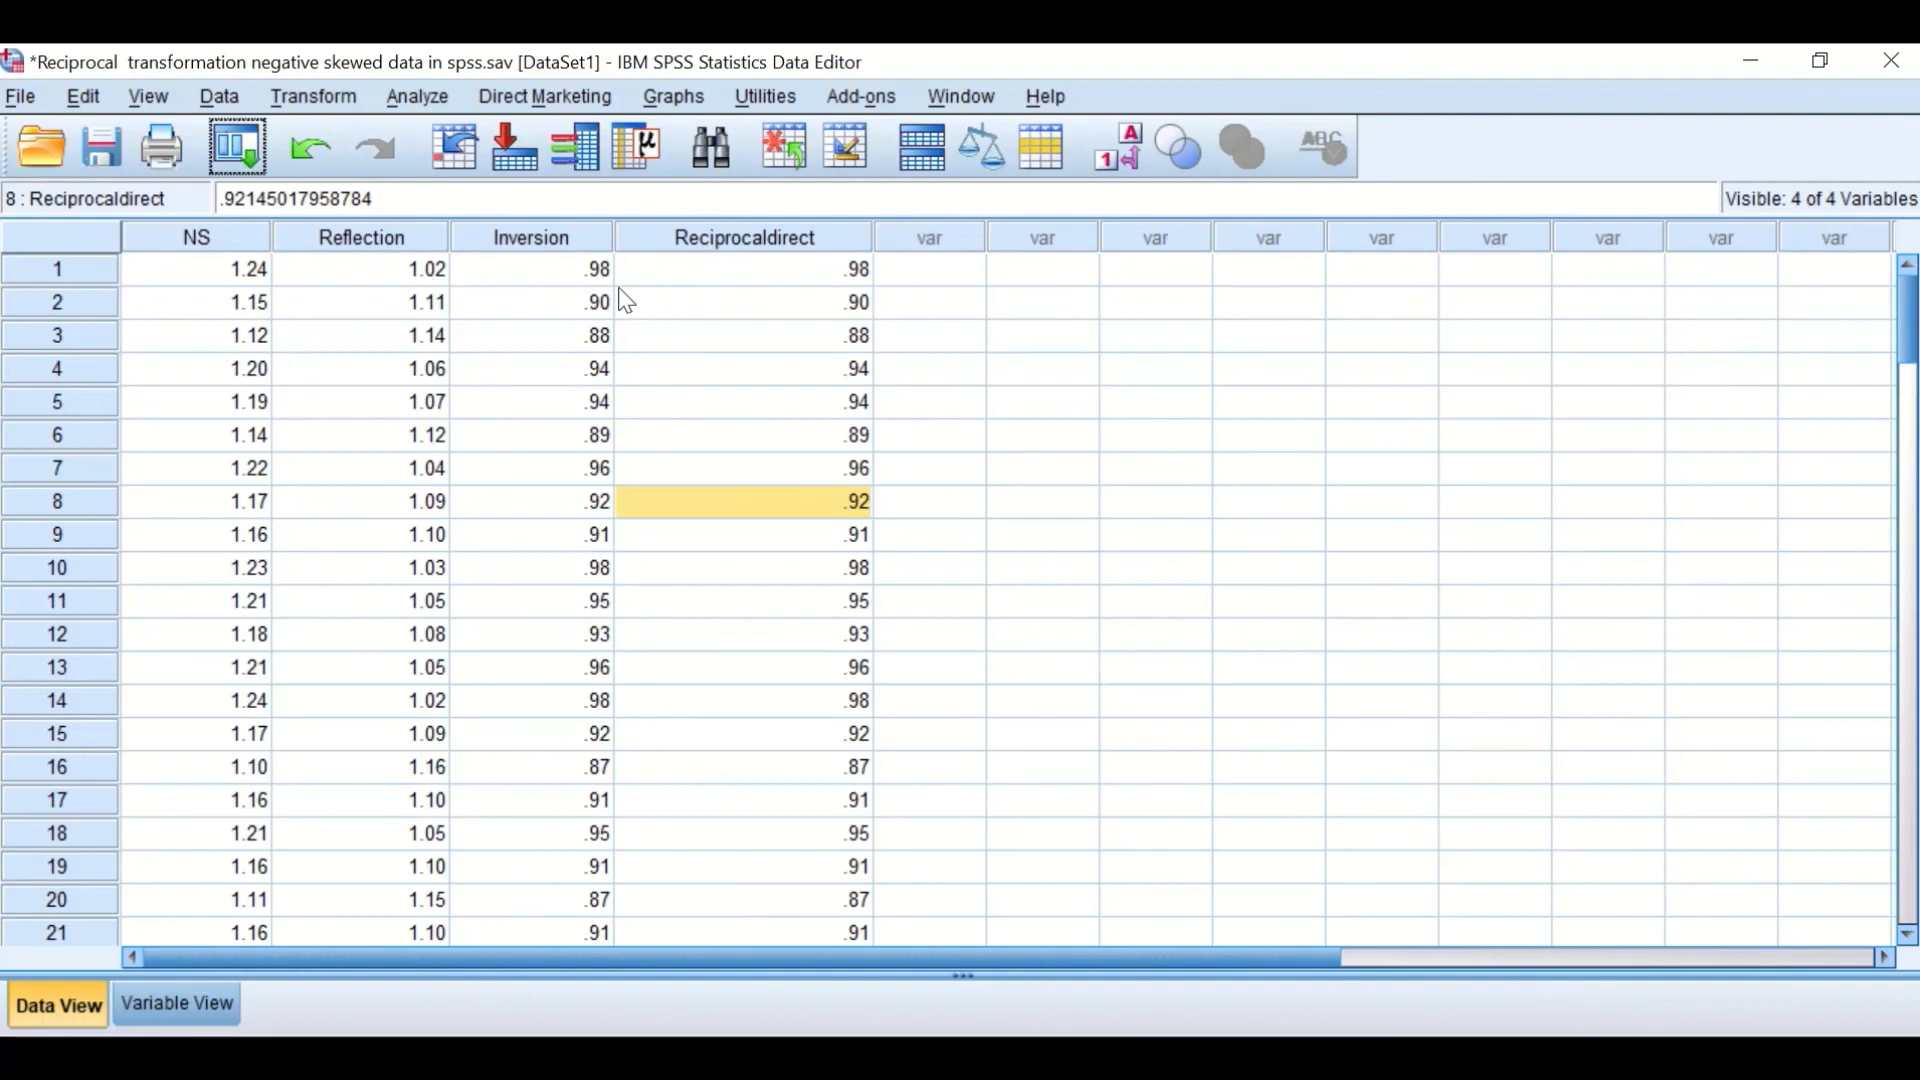 *Reciprocal transformation negative skewed data in spss.sav [DataSet1] - IBM SPSS Statistics Data Editor
File Edit View Data Transform Analyze Direct Marketing Graphs Utilities Add-ons Window Help
μ A 1 ABC
8 : Reciprocaldirect .92145017958784 Visible: 4 of 4 Variables
NS Reflection Inversion Reciprocaldirect var var var var var var var var var
1 1.24 1.02 .98 .98
2 1.15 1.11 .90 .90
3 1.12 1.14 .88 .88
4 1.20 1.06 .94 .94
5 1.19 1.07 .94 .94
6 1.14 1.12 .89 .89
7 1.22 1.04 .96 .96
8 1.17 1.09 .92 .92
9 1.16 1.10 .91 .91
10 1.23 1.03 .98 .98
11 1.21 1.05 .95 .95
12 1.18 1.08 .93 .93
13 1.21 1.05 .96 .96
14 1.24 1.02 .98 .98
15 1.17 1.09 .92 .92
16 1.10 1.16 .87 .87
17 1.16 1.10 .91 .91
18 1.21 1.05 .95 .95
19 1.16 1.10 .91 .91
20 1.11 1.15 .87 .87
21 1.16 1.10 .91 .91
Data View Variable View